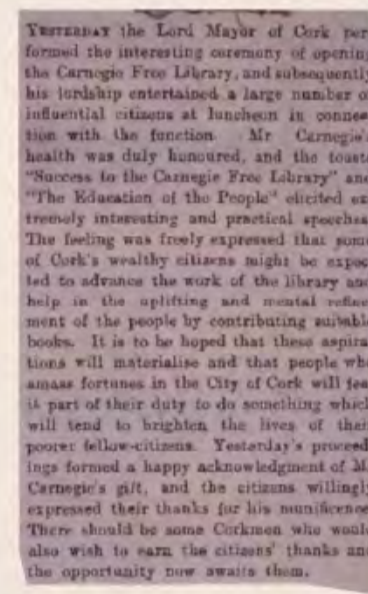 YESTERDAY the Lord Mayor of Cork per
formed the interesting ceremony of opening
the Carnegie Free Library, and subsequently
his lordship entertained a large number o
influential citizens at luncheon in connec
tion with the function Mr Carnegie's
health was duly honoured, and the toasts
"Success to the Carnegie Free Library" and
"The Education of the People" elicited ex
tremely interesting and practical speeches
The feeling was freely expressed that some
of Cork's wealthy citizens might be expec
ted to advance the work of the library and
help in the uplifting and mental refine
ment of the people by contributing suitable
books. It is to be hoped that these aspira
tions will materialise and that people who
amass fortunes in the City of Cork will feel
it part of their duty to do something which
will tend to brighten the lives of their
poorer fellow-citizens. Yesterday's proceed
ings formed a happy acknowledgment of M
Carnegie's gift, and the citizens willingly
expressed their thanks for his munificence
There should be some Corkmen who would
also wish to earn the citizens' thanks and
the opportunity now awaits them.